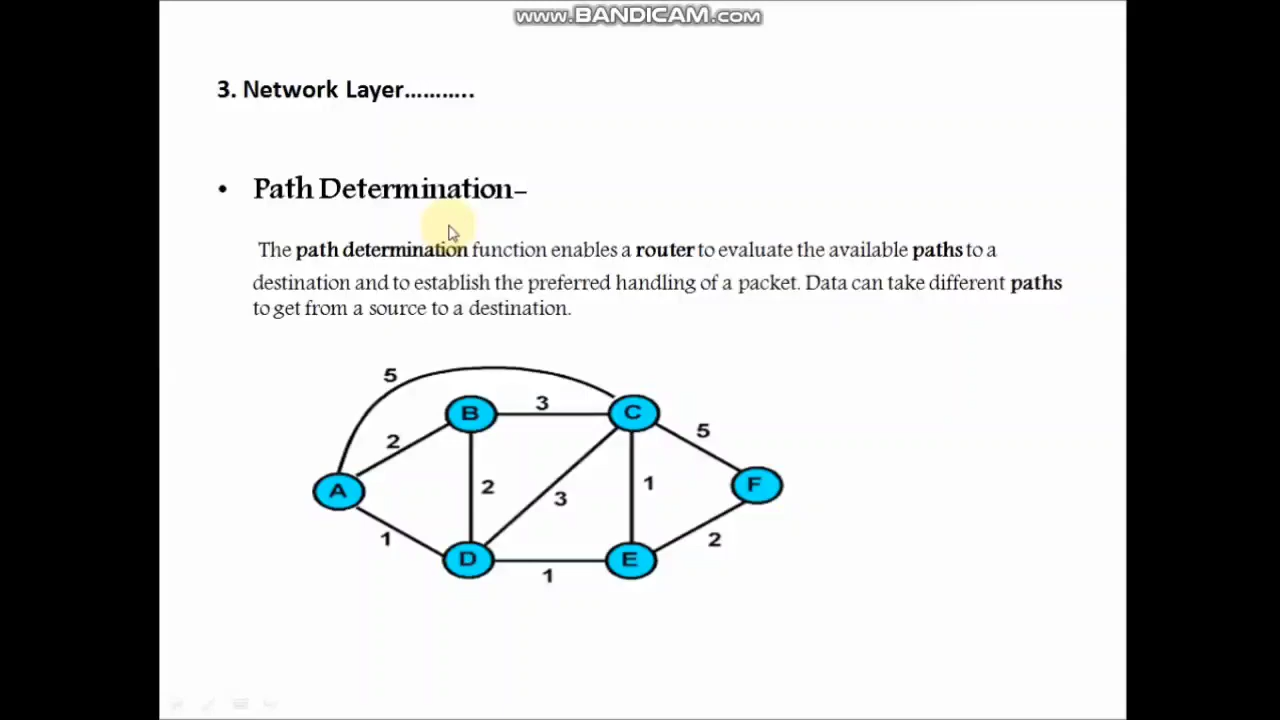 www.BANDICAM.com
3. Network Layer………..
• Path Determination–
The path determination function enables a router to evaluate the available paths to a
destination and to establish the preferred handling of a packet. Data can take different paths
to get from a source to a destination.
5
B
3
C
2
5
A
2
3
1
F
1
D
1
E
2